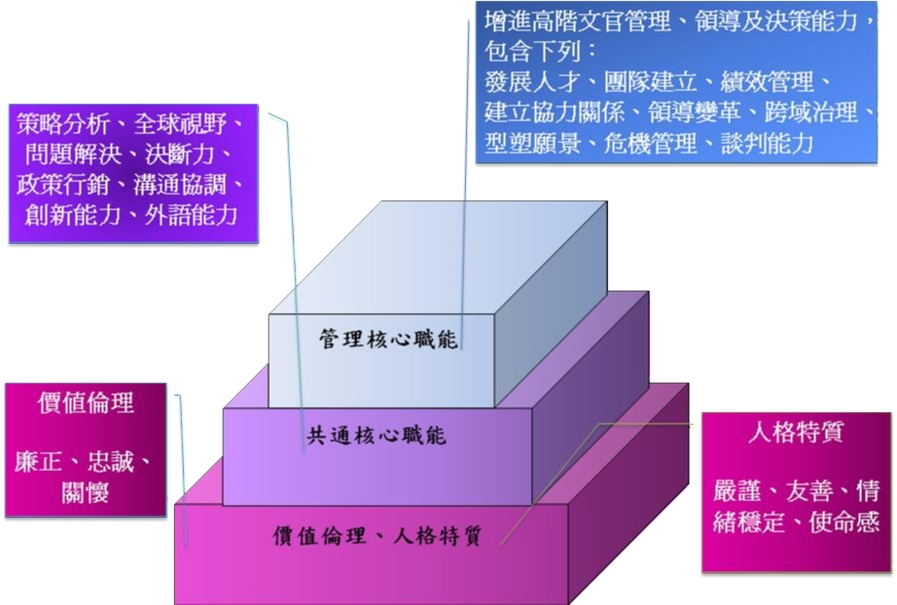 增進高階文官管理、領導及決策能力，
包含下列：
發展人才、團隊建立、績效管理、
建立協力關係、領導變革、跨域治理、
型塑願景、危機管理、談判能力
策略分析、全球視野、
問題解決、決斷力、
政策行銷、溝通協調、
創新能力、外語能力
管理核心職能
共通核心職能
價值倫理
廉正、忠誠、
關懷
人格特質
嚴謹、友善、情
緒穩定、使命感
價值倫理、人格特質